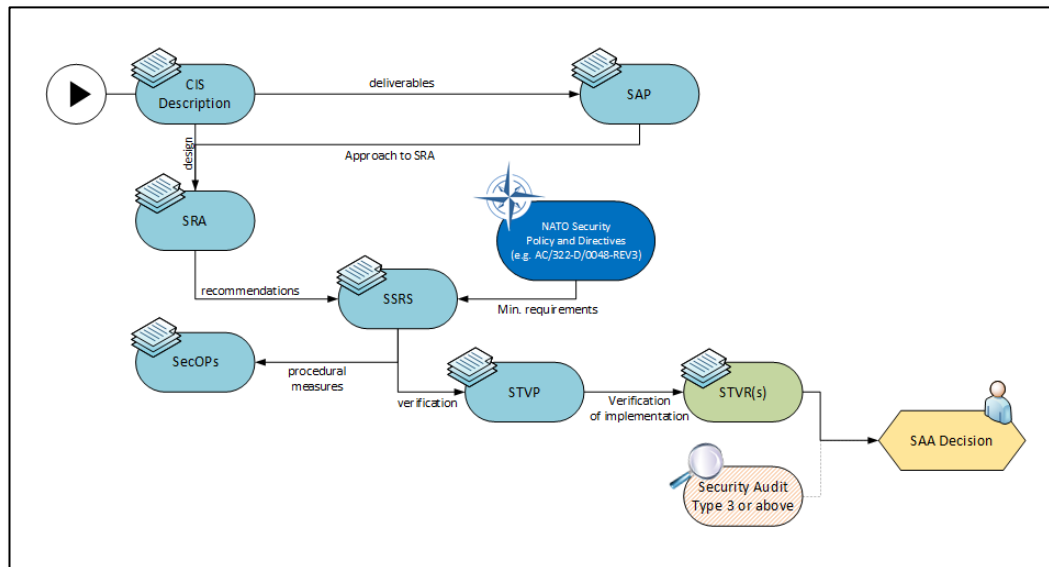 CIS
Description
deliverables
SAP
design
Approach to SRA
SRA
NATO Security
Policy and Directives
(e.g. AC/322-D/0048-REV3)
recommendations
SSRS
Min. requirements
SecOPs
procedural
measures
verification
STVP
Verification
of implementation
STVR(s)
SAA Decision
Security Audit
Type 3 or above